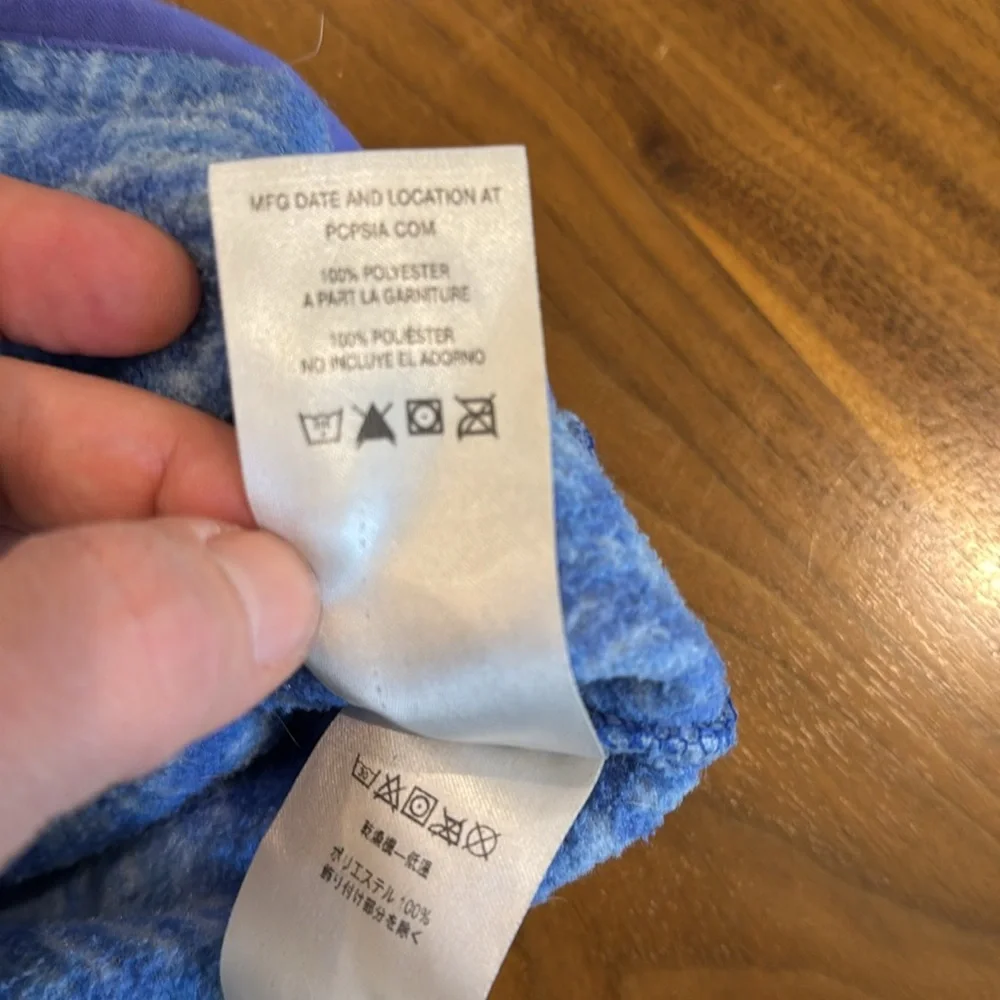 MFG DATE AND LOCATION AT
PCPSIA.COM
100% POLYESTER
A PART LA GARNITURE
100% POLIÉSTER
NO INCLUYE EL ADORNO
乾燥機—低温
ポリエステル 100%
飾り付け部分を除く